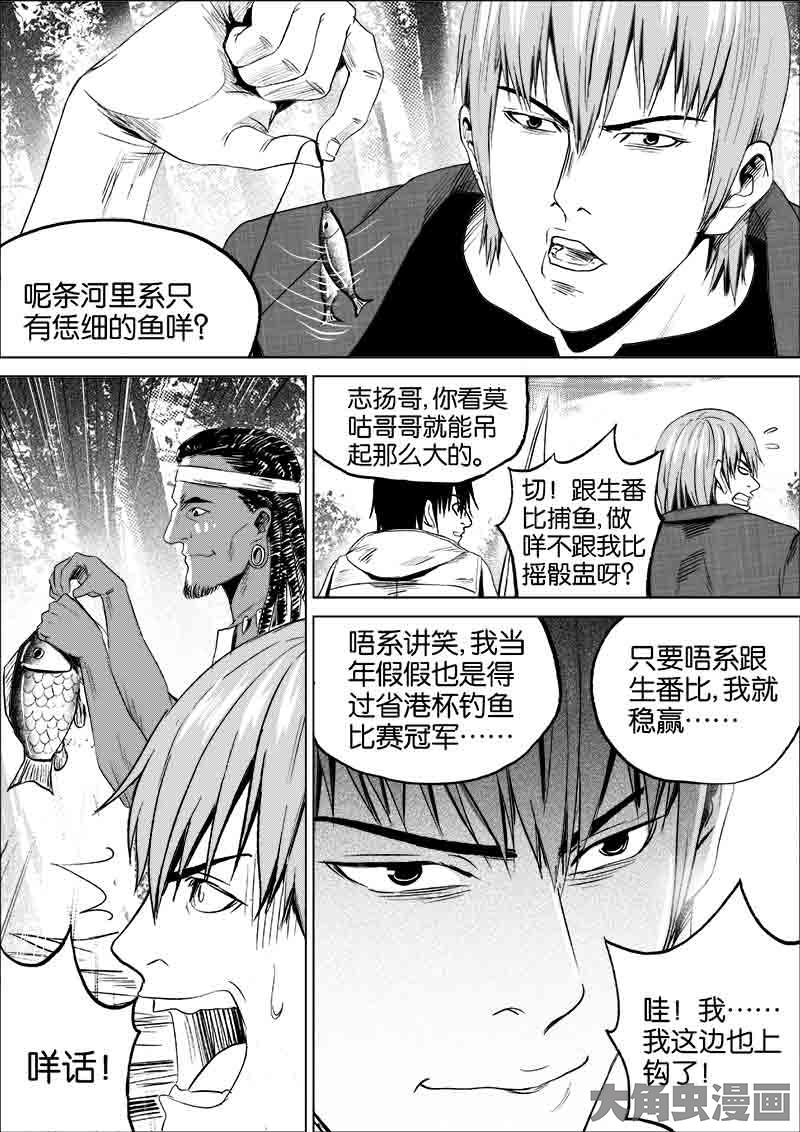 呢条河里系只
有恁细的鱼咩？
志扬哥，你看莫
咕哥哥就能吊
起那么大的。
切！跟生番
比捕鱼，做
咩不跟我比
摇骰盅呀？
咩话！
唔系讲笑，我当
年假假也是得
过省港杯钓鱼
比赛冠军······
只要唔系跟
生番比，我就
稳赢······
哇！我······
我这边也上
钩了！
大角虫漫画